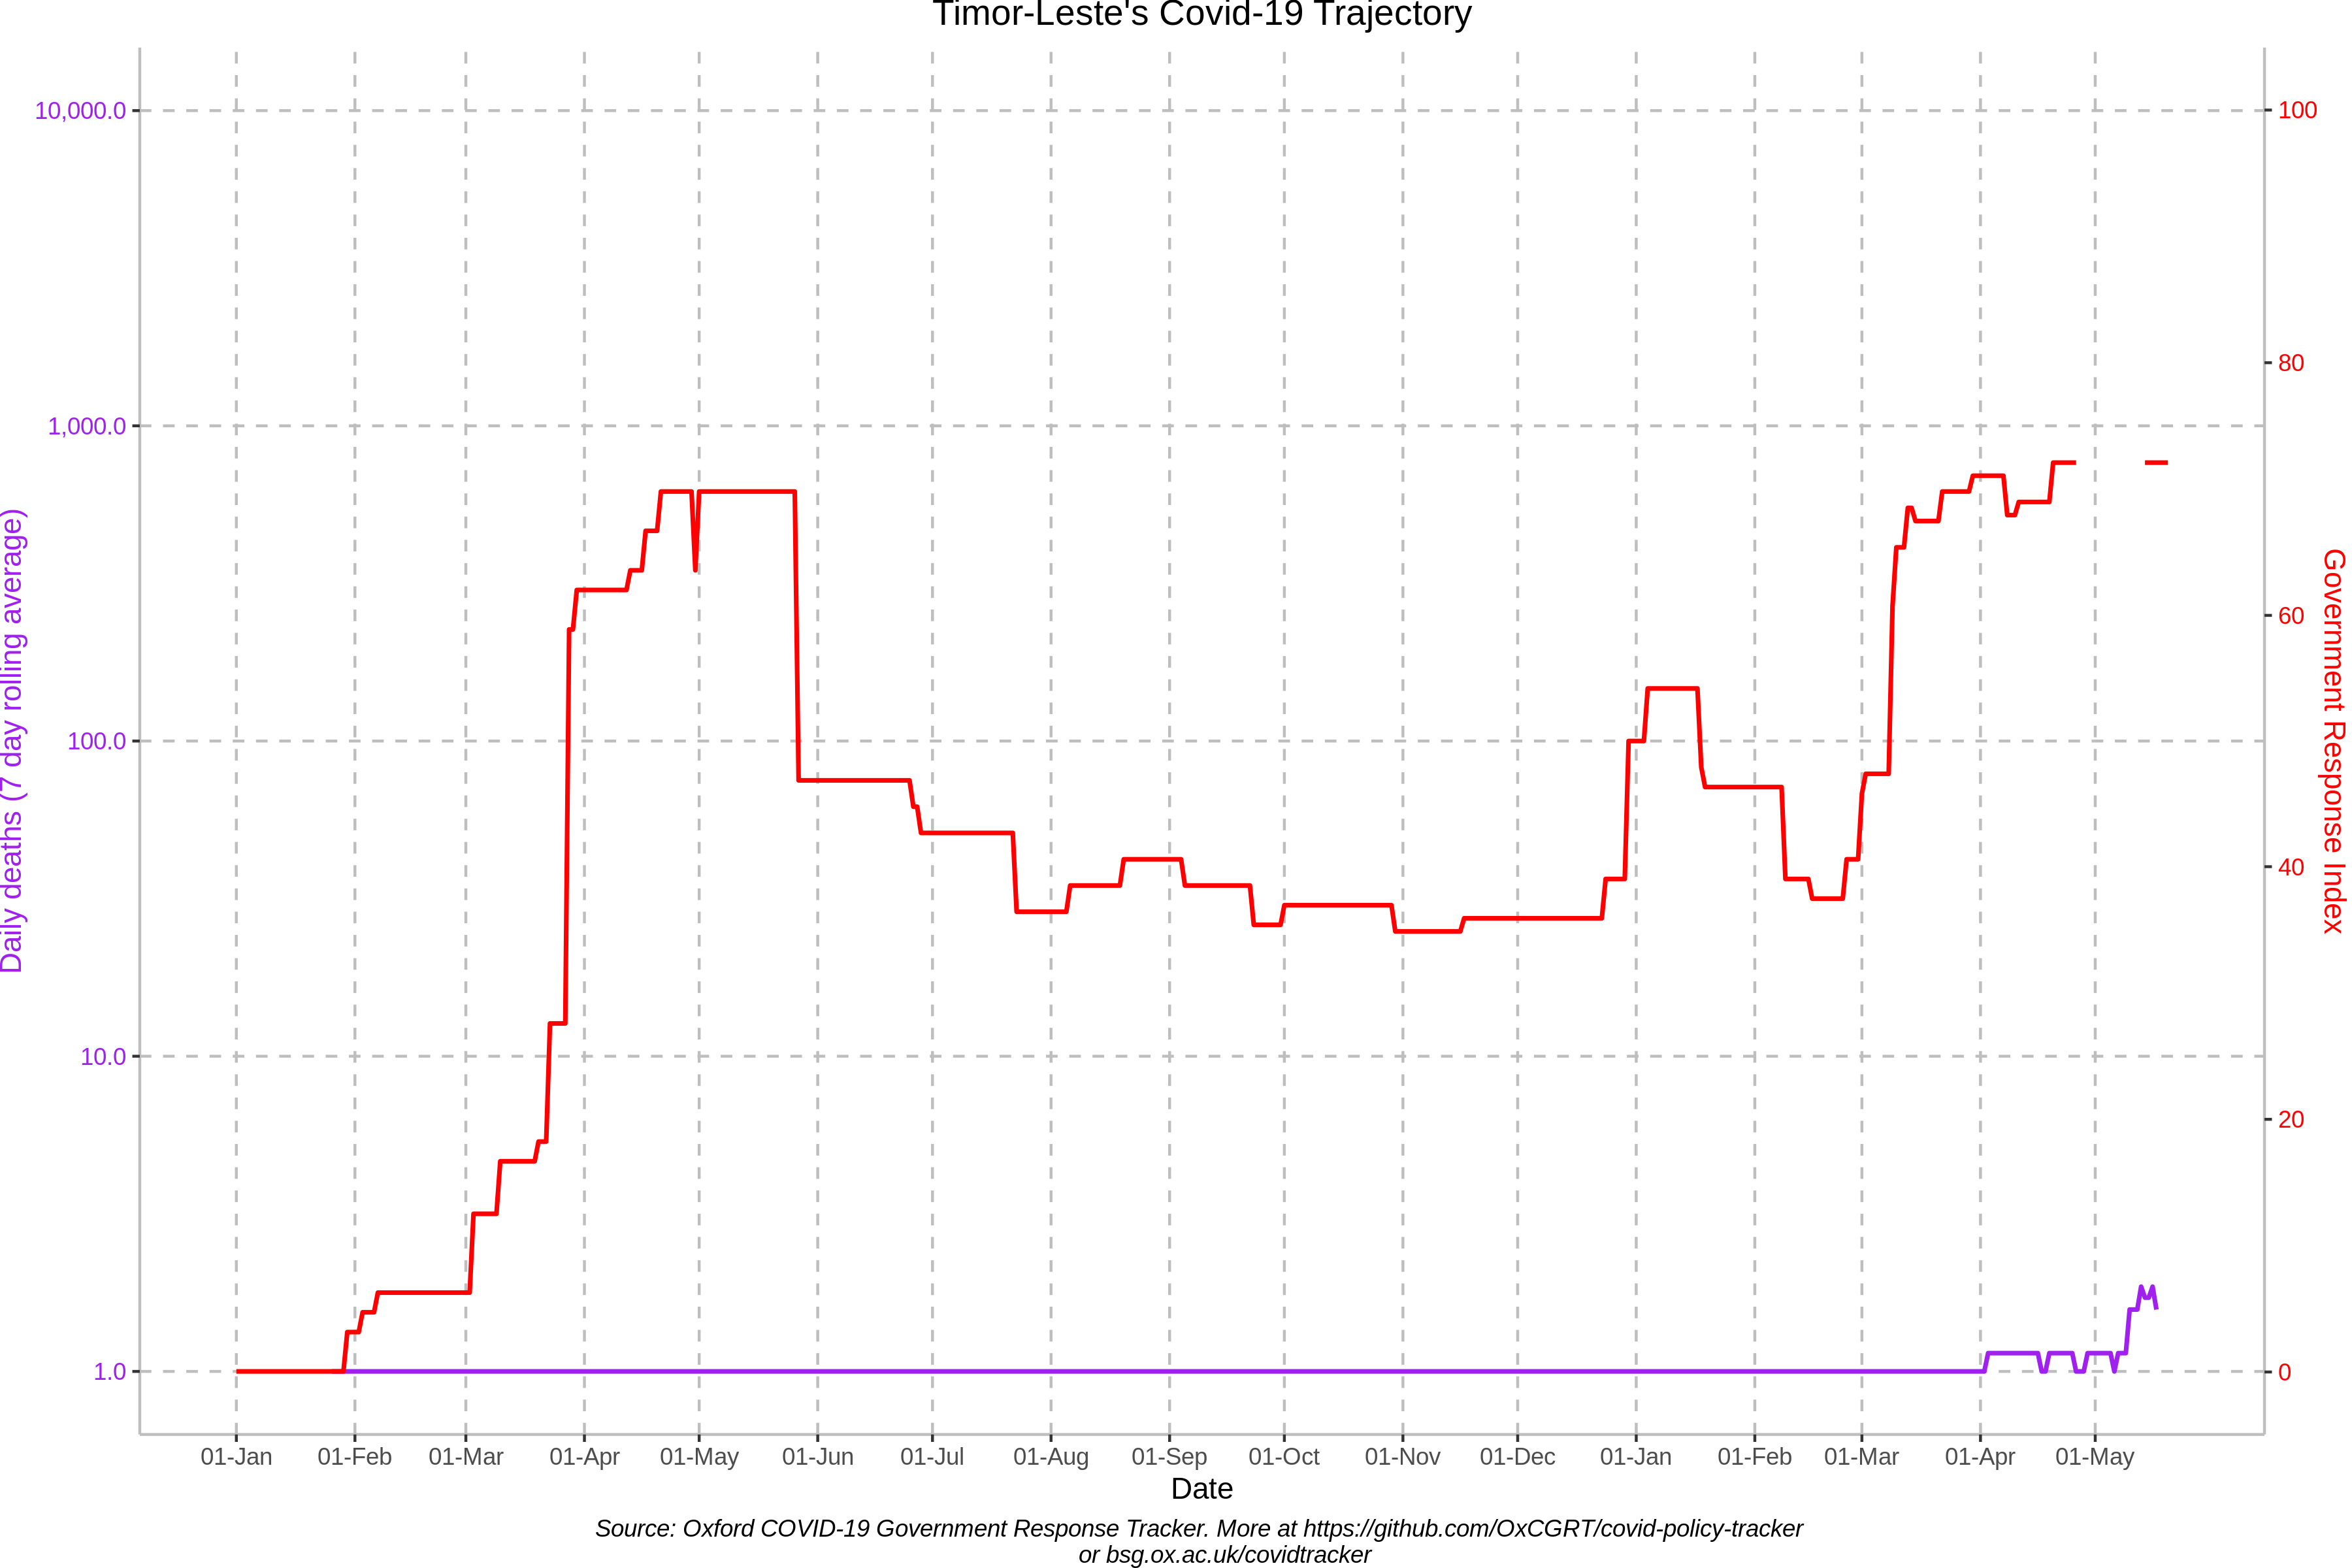 Timor-Leste's Covid-19 Trajectory
Daily deaths (7 day rolling average)
10,000.0
1,000.0
100.0
10.0
1.0
100
80
60
40
20
0
Government Response Index
01-Jan 01-Feb 01-Mar 01-Apr 01-May 01-Jun 01-Jul 01-Aug 01-Sep 01-Oct 01-Nov 01-Dec 01-Jan 01-Feb 01-Mar 01-Apr 01-May
Date
Source: Oxford COVID-19 Government Response Tracker. More at https://github.com/OxCGRT/covid-policy-tracker
or bsg.ox.ac.uk/covidtracker